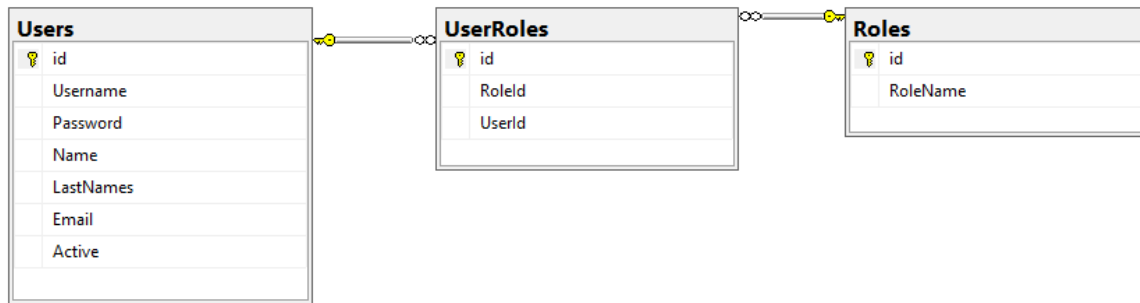 Users
id
Username
Password
Name
LastNames
Email
Active
UserRoles
id
RoleId
UserId
Roles
id
RoleName